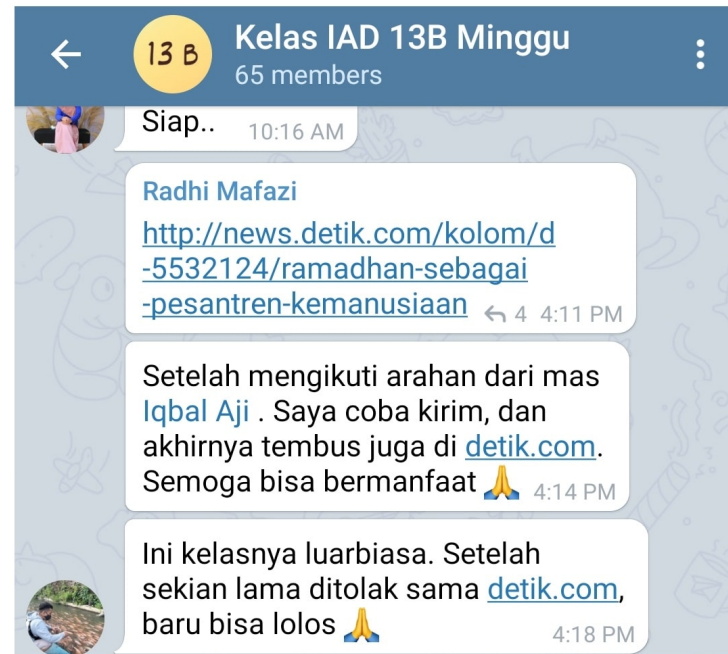 13 B
Kelas IAD 13B Minggu
65 members
Siap.. 10:16 AM
Radhi Mafazi
http://news.detik.com/kolom/d
-5532124/ramadhan-sebagai
-pesantren-kemanusiaan 4 4:11 PM
Setelah mengikuti arahan dari mas
Iqbal Aji . Saya coba kirim, dan
akhirnya tembus juga di detik.com.
Semoga bisa bermanfaat 🙏 4:14 PM
Ini kelasnya luarbiasa. Setelah
sekian lama ditolak sama detik.com,
baru bisa lolos 🙏 4:18 PM